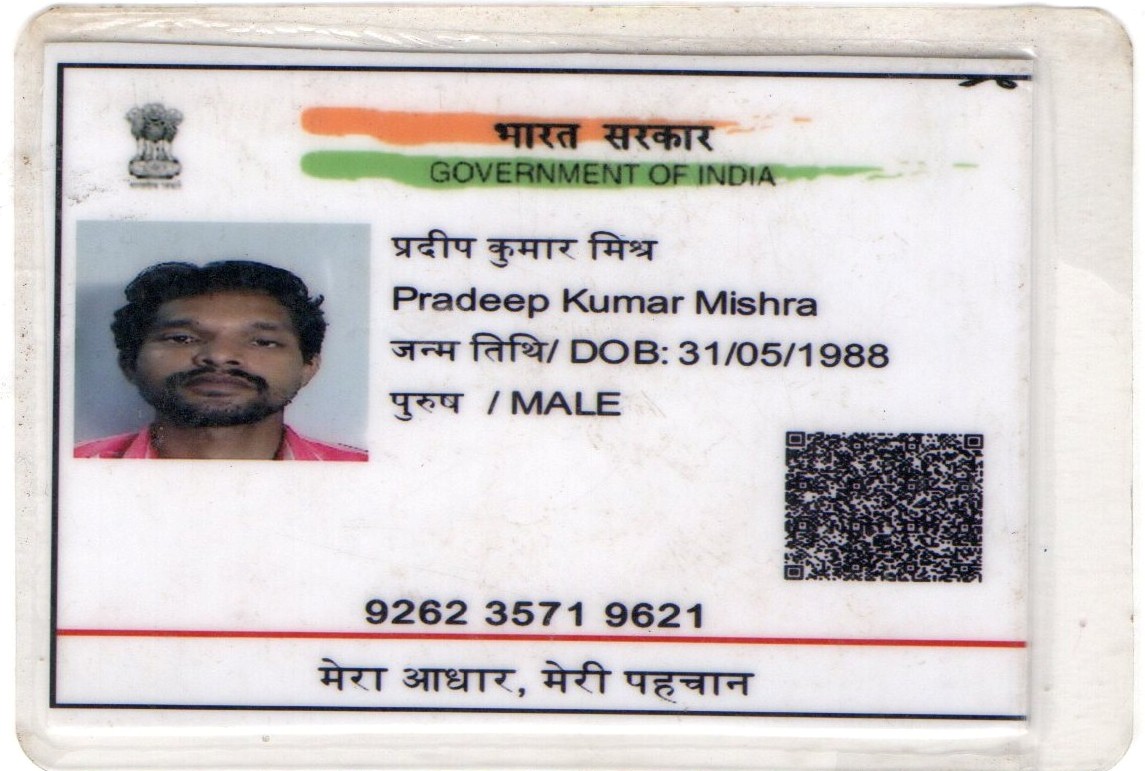 भारत सरकार
GOVERNMENT OF INDIA
प्रदीप कुमार मिश्र
Pradeep Kumar Mishra
जन्म तिथि/ DOB: 31/05/1988
पुरुष / MALE
9262 3571 9621
मेरा आधार, मेरी पहचान